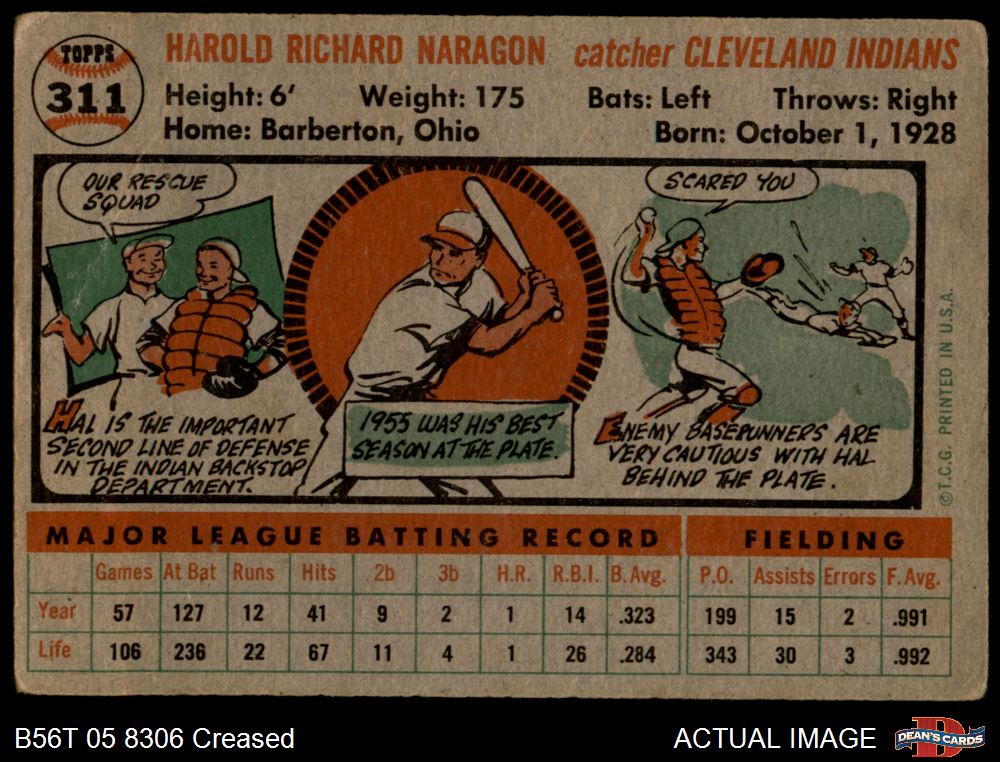 TOPPS
311
HAROLD RICHARD NARAGON catcher CLEVELAND INDIANS
Height: 6' Weight: 175 Bats: Left Throws: Right
Home: Barberton, Ohio Born: October 1, 1928
OUR RESCUE
SQUAD
SCARED YOU
HAL IS THE IMPORTANT
SECOND LINE OF DEFENSE
IN THE INDIAN BACKSTOP
DEPARTMENT.
1955 WAS HIS BEST
SEASON AT THE PLATE.
ENEMY BASERUNNERS ARE
VERY CAUTIOUS WITH HAL
BEHIND THE PLATE.
©T.C.G. PRINTED IN U.S.A.
MAJOR LEAGUE BATTING RECORD FIELDING
Games At Bat Runs Hits 2b 3b H.R. R.B.I. B.Avg. P.O. Assists Errors F.Avg.
Year 57 127 12 41 9 2 1 14 .323 199 15 2 .991
Life 106 236 22 67 11 4 1 26 .284 343 30 3 .992
B56T 05 8306 Creased ACTUAL IMAGE
DEAN'S CARDS